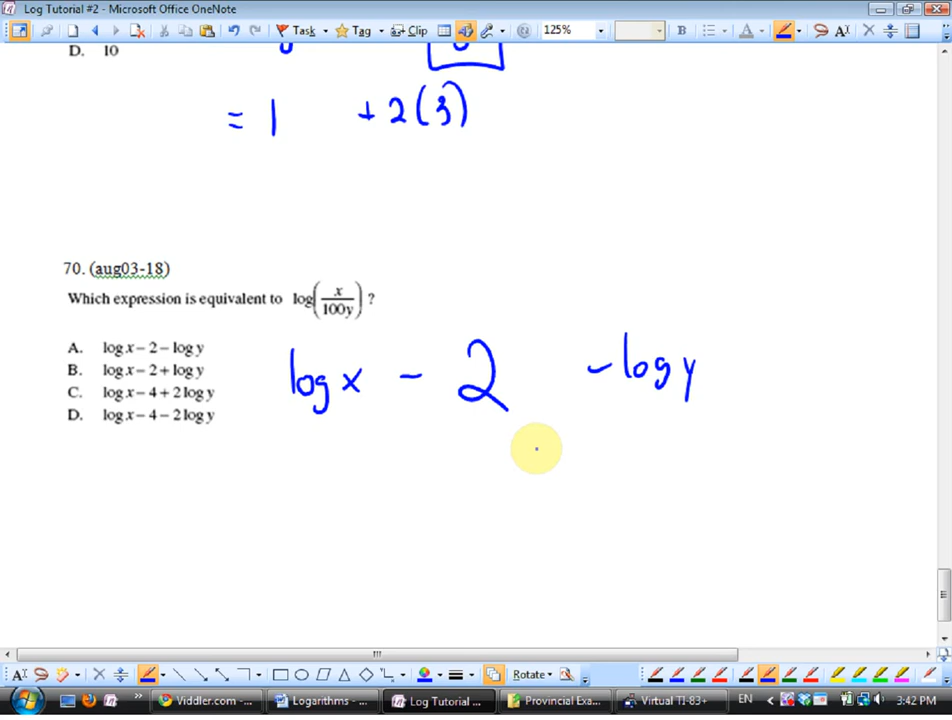 Log Tutorial #2 - Microsoft Office OneNote
Task Tag Clip 125% B A
D. 10
= 1 + 2(3)
70. (aug03-18)
Which expression is equivalent to log(x/100y) ?
A. log x – 2 – log y
B. log x – 2 + log y
C. log x – 4 + 2 log y
D. log x – 4 – 2 log y
log x - 2 - log y
Rotate
Viddler.com -... Logarithms - ... Log Tutorial ... Provincial Exa... Virtual TI-83+ EN 3:42 PM